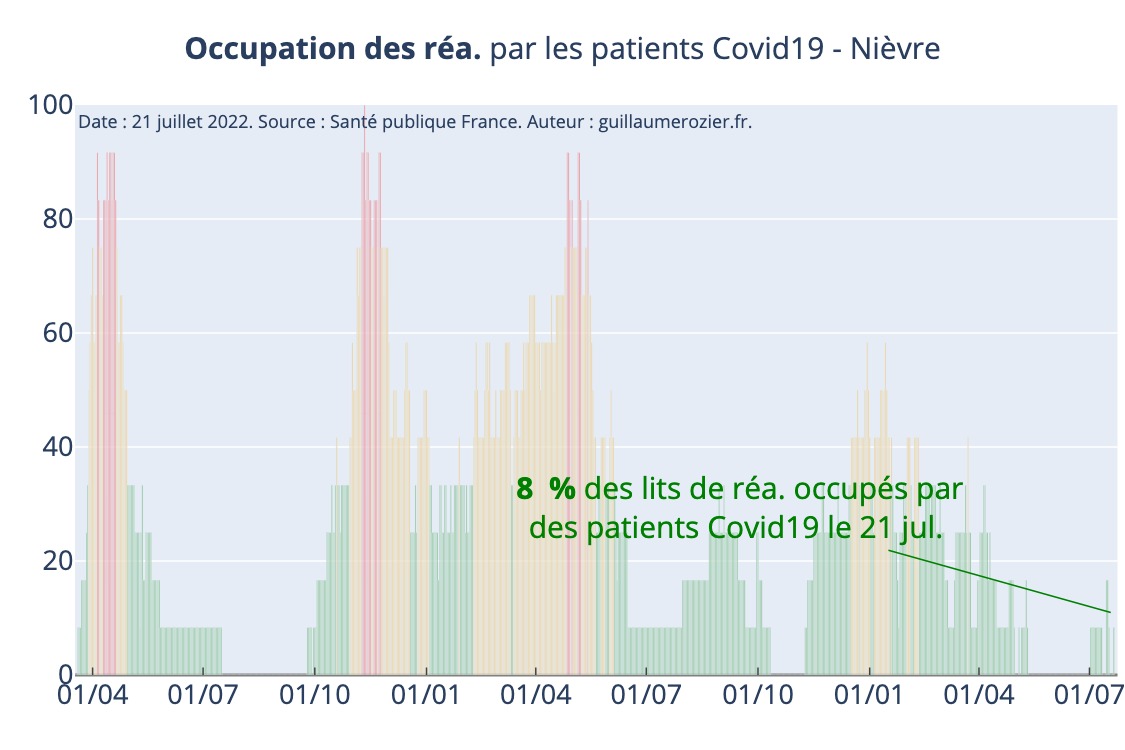 Occupation des réa. par les patients Covid19 - Nièvre
100
Date : 21 juillet 2022. Source : Santé publique France. Auteur : guillaumerozier.fr.
80
60
40
8 % des lits de réa. occupés par
des patients Covid19 le 21 jul.
20
0
01/04 01/07 01/10 01/01 01/04 01/07 01/10 01/01 01/04 01/07